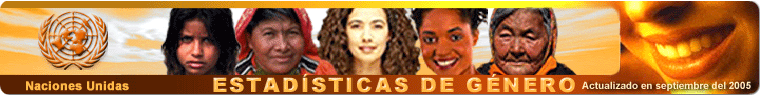 Naciones Unidas
ESTADÍSTICAS DE GÉNERO
Actualizado en septiembre del 2005